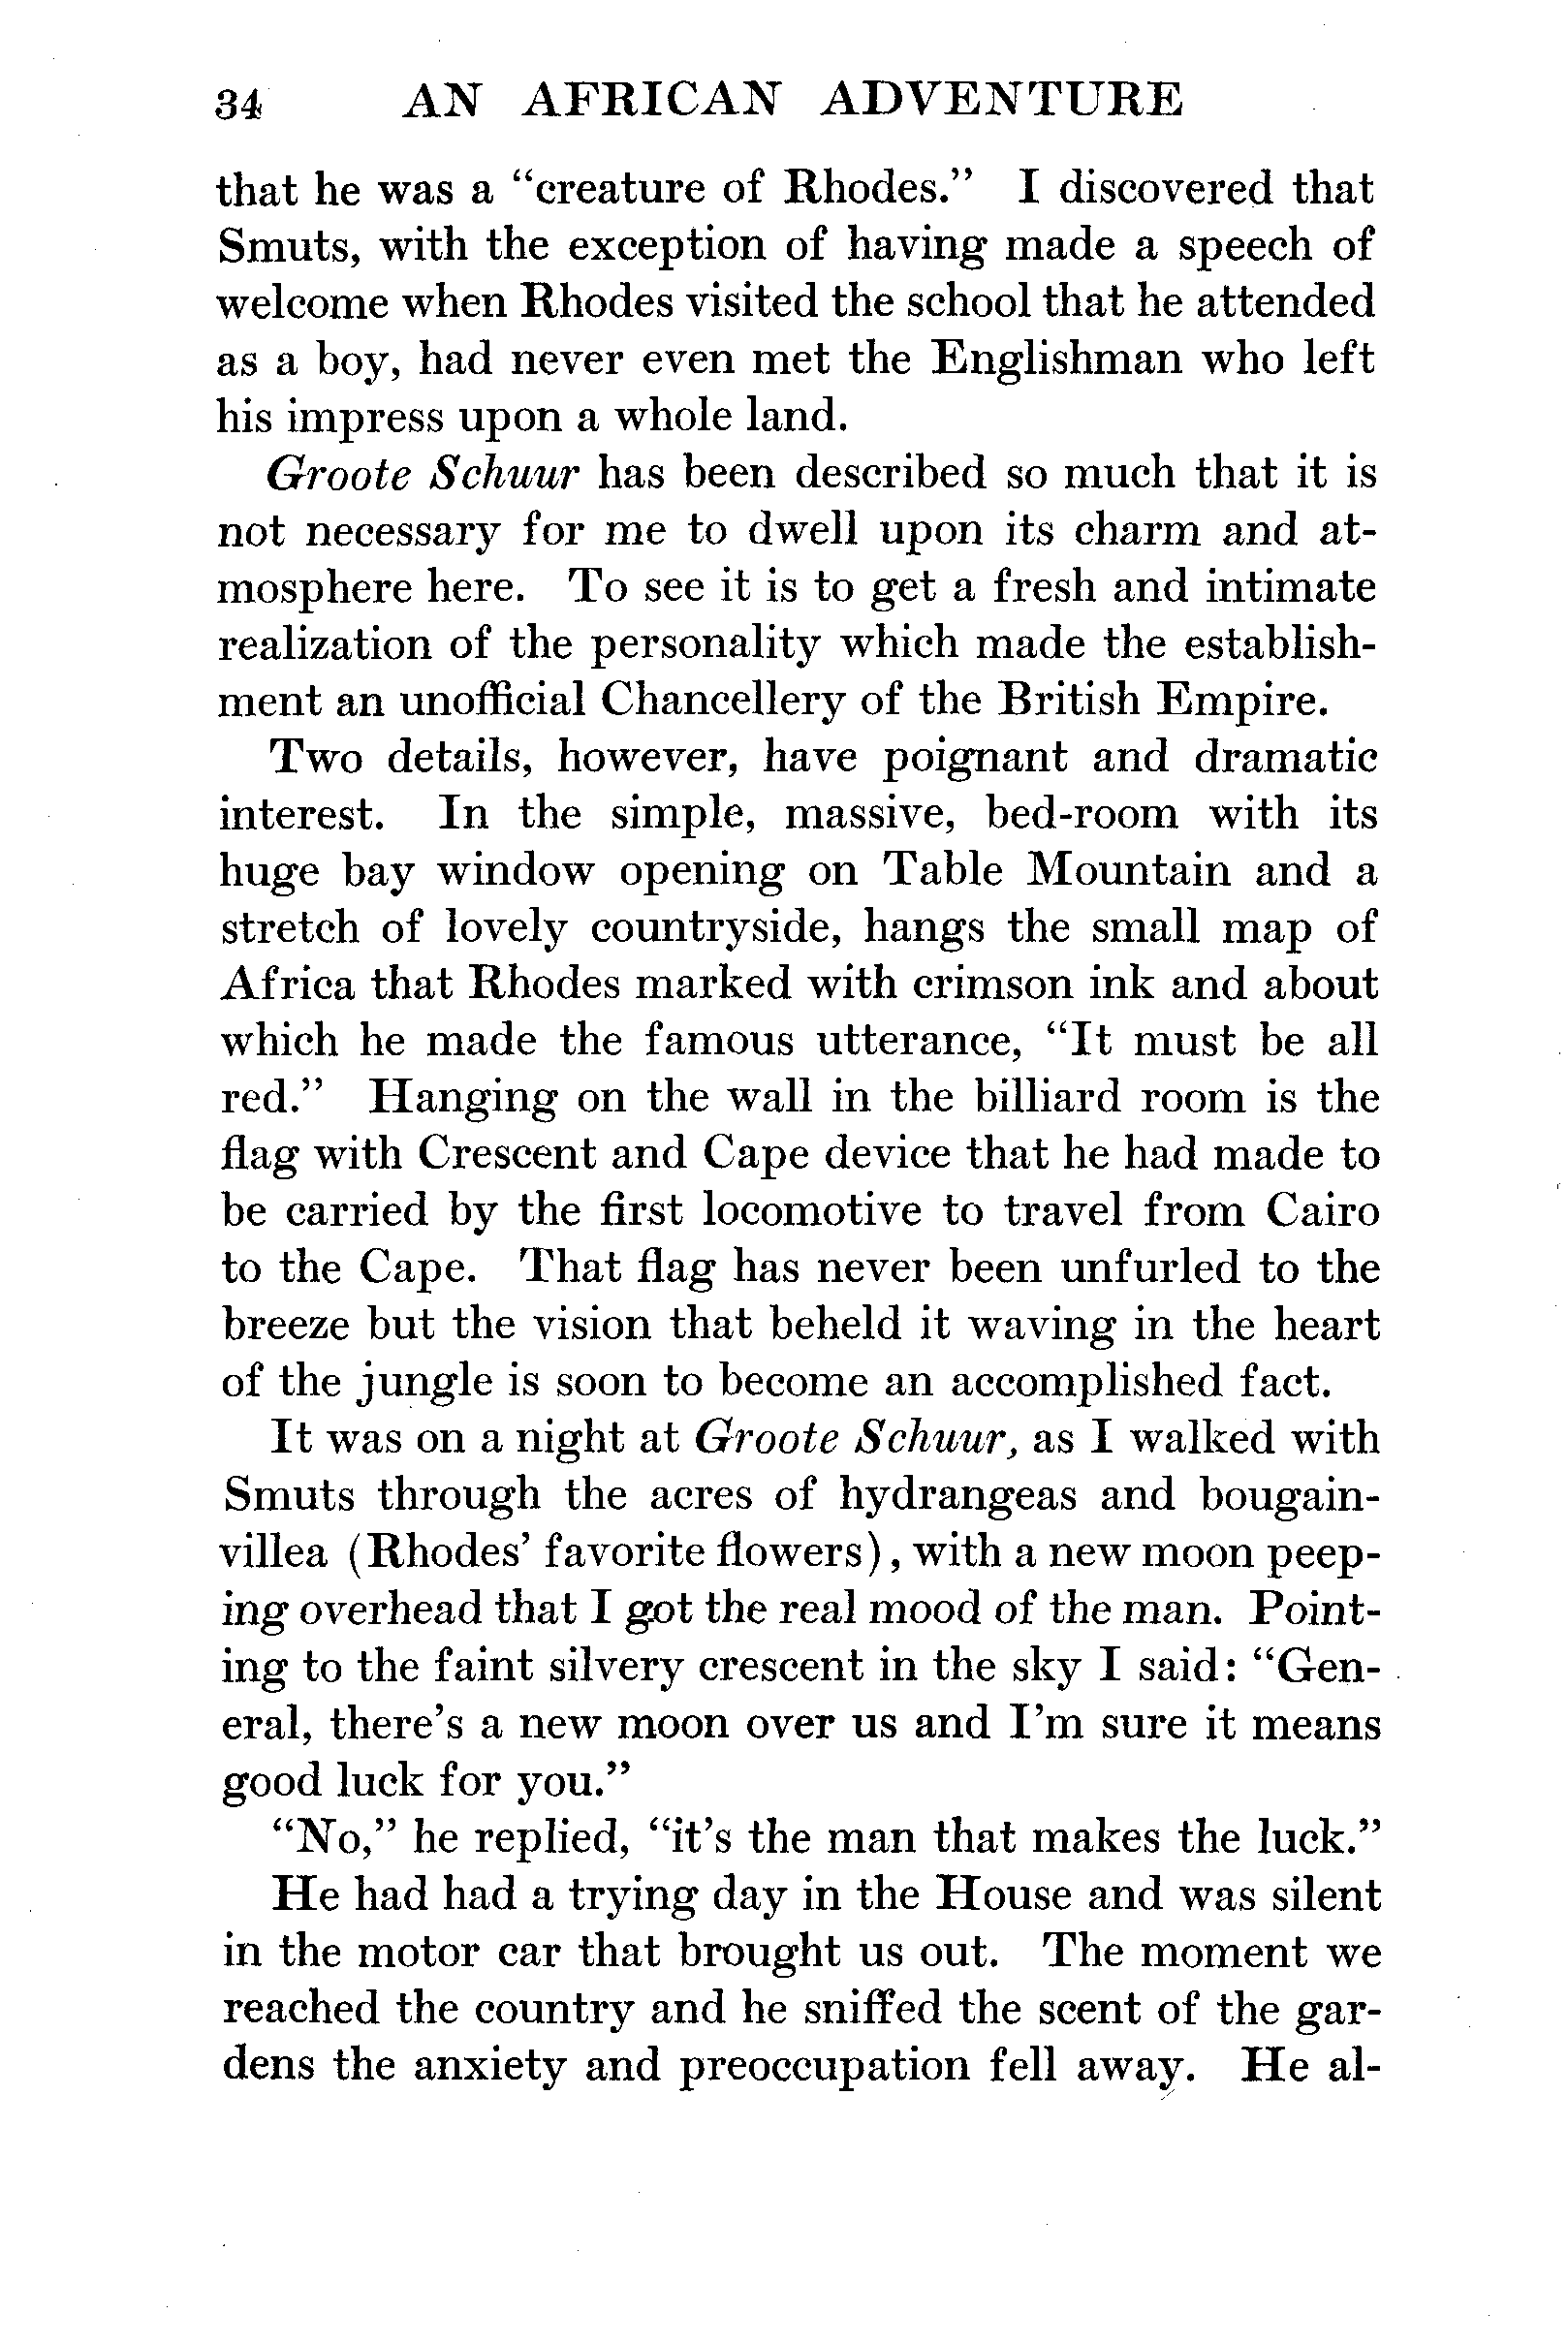 34 AN AFRICAN ADVENTURE
that he was a “creature of Rhodes.” I discovered that
Smuts, with the exception of having made a speech of
welcome when Rhodes visited the school that he attended
as a boy, had never even met the Englishman who left
his impress upon a whole land.
Groote Schuur has been described so much that it is
not necessary for me to dwell upon its charm and at-
mosphere here. To see it is to get a fresh and intimate
realization of the personality which made the establish-
ment an unofficial Chancellery of the British Empire.
Two details, however, have poignant and dramatic
interest. In the simple, massive, bed-room with its
huge bay window opening on Table Mountain and a
stretch of lovely countryside, hangs the small map of
Africa that Rhodes marked with crimson ink and about
which he made the famous utterance, “It must be all
red.” Hanging on the wall in the billiard room is the
flag with Crescent and Cape device that he had made to
be carried by the first locomotive to travel from Cairo
to the Cape. That flag has never been unfurled to the
breeze but the vision that beheld it waving in the heart
of the jungle is soon to become an accomplished fact.
It was on a night at Groote Schuur, as I walked with
Smuts through the acres of hydrangeas and bougain-
villea (Rhodes’ favorite flowers), with a new moon peep-
ing overhead that I got the real mood of the man. Point-
ing to the faint silvery crescent in the sky I said: “Gen-
eral, there’s a new moon over us and I’m sure it means
good luck for you.”
“No,” he replied, “it’s the man that makes the luck.”
He had had a trying day in the House and was silent
in the motor car that brought us out. The moment we
reached the country and he sniffed the scent of the gar-
dens the anxiety and preoccupation fell away. He al-